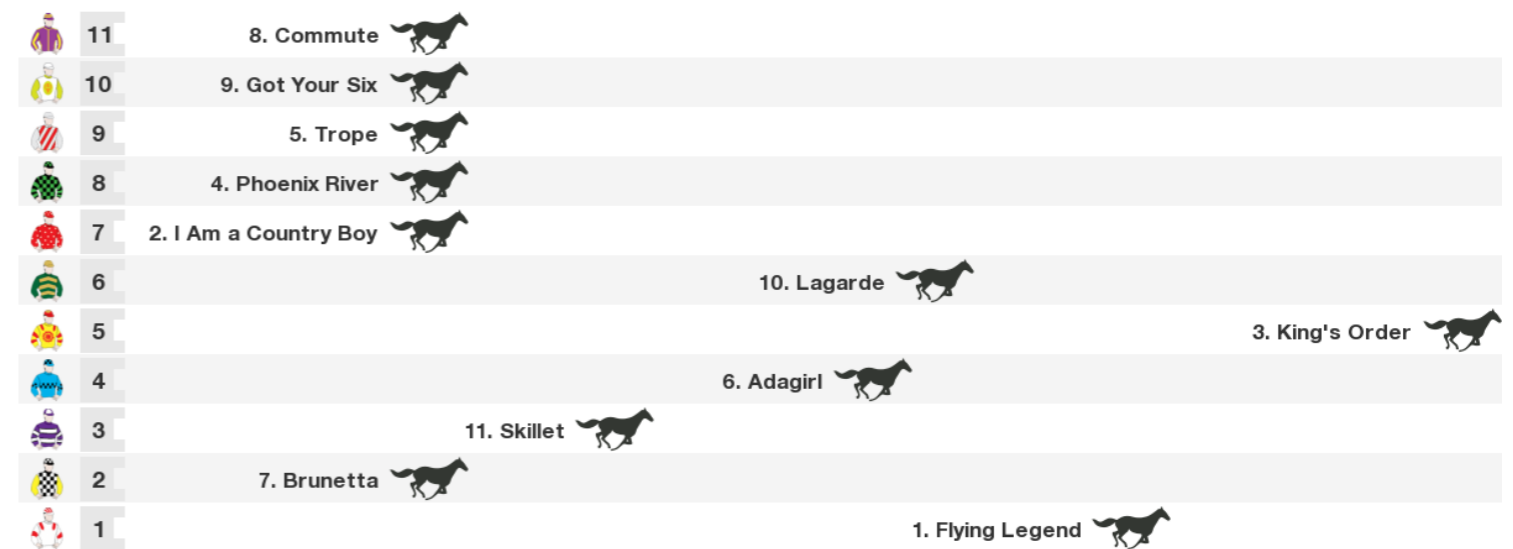 11 8. Commute
10 9. Got Your Six
9 5. Trope
8 4. Phoenix River
7 2. I Am a Country Boy
6 10. Lagarde
5 3. King's Order
4 6. Adagirl
3 11. Skillet
2 7. Brunetta
1 1. Flying Legend